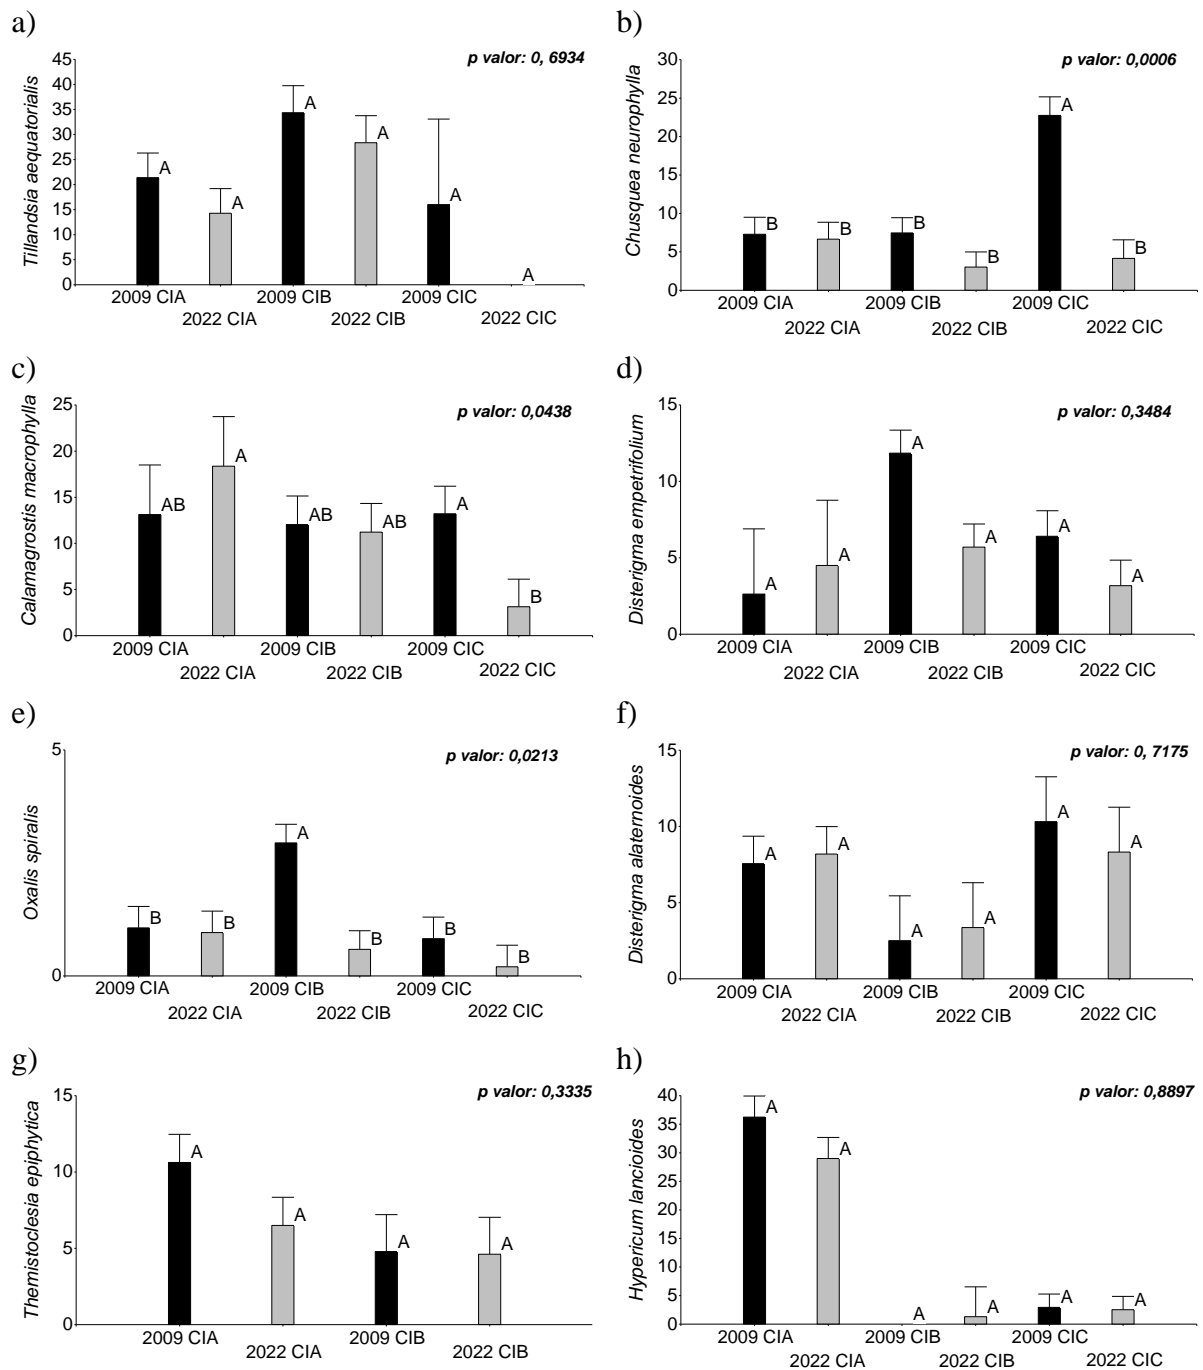 a)
p valor: 0, 6934
Tillandsia aequatorialis
45
40
35
30
25
20
15
10
5
0
A
A
A
A
A
A
2009 CIA
2009 CIB
2009 CIC
2022 CIA
2022 CIB
2022 CIC
b)
p valor: 0,0006
Chusquea neurophylla
30
25
20
15
10
5
0
B
B
B
B
A
B
2009 CIA
2009 CIB
2009 CIC
2022 CIA
2022 CIB
2022 CIC
c)
p valor: 0,0438
Calamagrostis macrophylla
25
20
15
10
5
0
AB
A
AB
AB
A
B
2009 CIA
2009 CIB
2009 CIC
2022 CIA
2022 CIB
2022 CIC
d)
p valor: 0,3484
Disterigma empetrifolium
15
10
5
0
A
A
A
A
A
A
2009 CIA
2009 CIB
2009 CIC
2022 CIA
2022 CIB
2022 CIC
e)
p valor: 0,0213
Oxalis spiralis
5
0
B
B
A
B
B
B
2009 CIA
2009 CIB
2009 CIC
2022 CIA
2022 CIB
2022 CIC
f)
p valor: 0, 7175
Disterigma alaternoides
15
10
5
0
A
A
A
A
A
A
2009 CIA
2009 CIB
2009 CIC
2022 CIA
2022 CIB
2022 CIC
g)
p valor: 0,3335
Themistoclesia epiphytica
15
10
5
0
A
A
A
A
2009 CIA
2009 CIB
2022 CIA
2022 CIB
h)
p valor: 0,8897
Hypericum lancioides
40
35
30
25
20
15
10
5
0
A
A
A
A
A
A
2009 CIA
2009 CIB
2009 CIC
2022 CIA
2022 CIB
2022 CIC